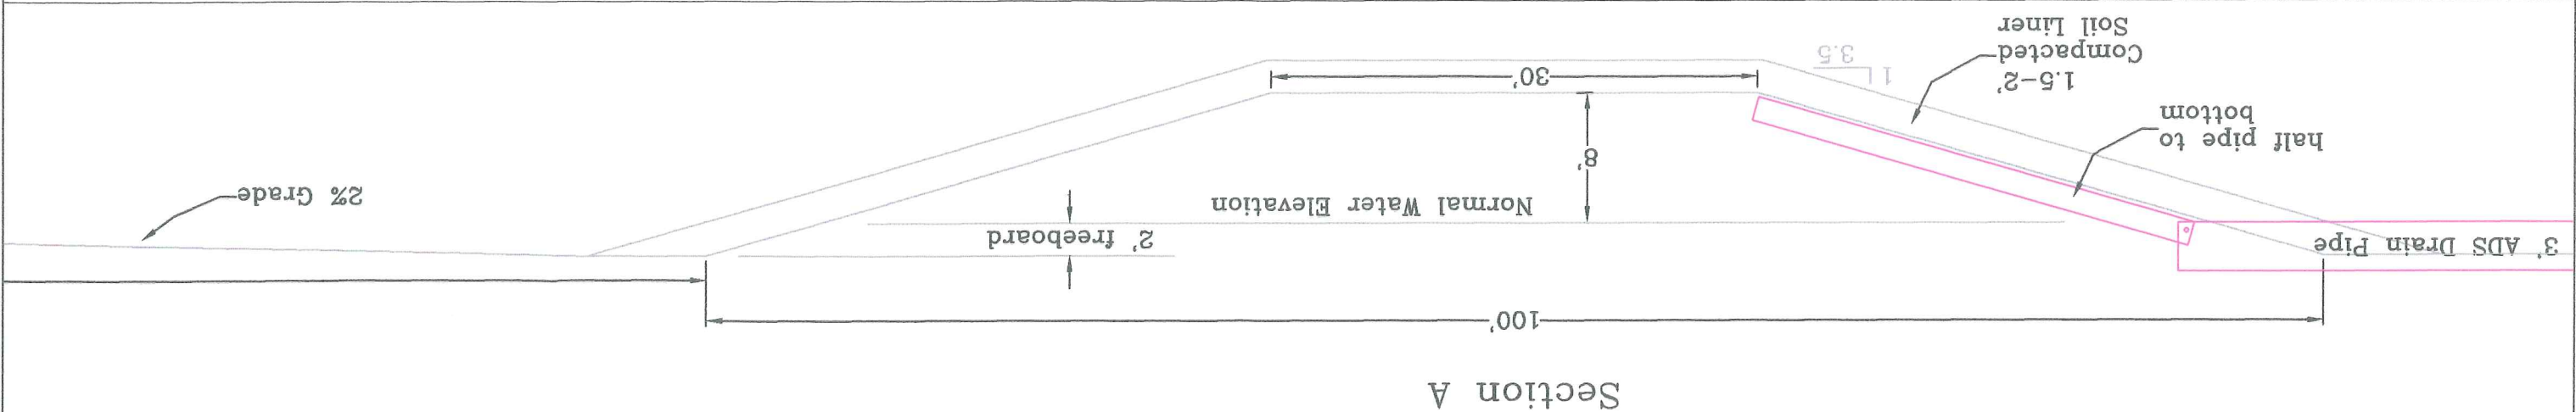 Section A
100'
3' ADS Drain Pipe
2' freeboard
Normal Water Elevation
2% Grade
8'
half pipe to
bottom
30'
1.5-2'
Compacted
Soil Liner
1
3.5